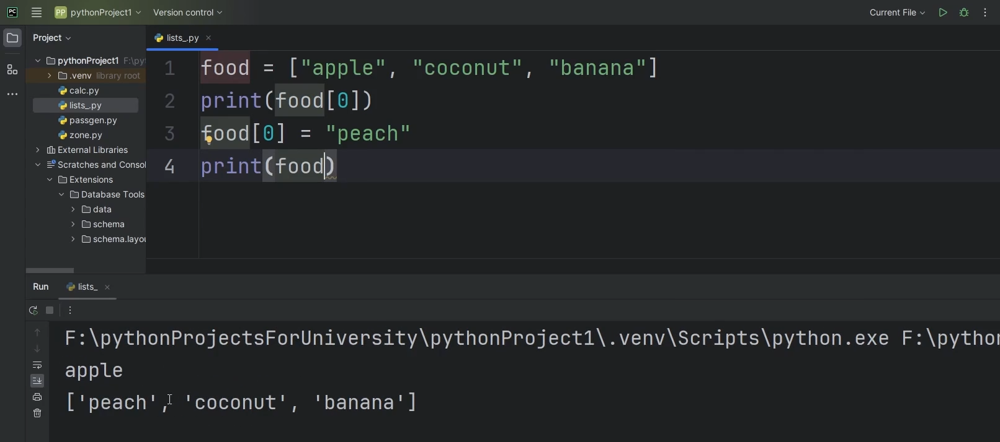 PC PP pythonProject1 Version control Current File
Project
lists_.py
pythonProject1 F:\py
.venv library root
calc.py
lists_.py
passgen.py
zone.py
External Libraries
Scratches and Consol
Extensions
Database Tools
data
schema
schema.layou
1 food = ["apple", "coconut", "banana"]
2 print(food[0])
3 food[0] = "peach"
4 print(food)
Run lists_
F:\pythonProjectsForUniversity\pythonProject1\.venv\Scripts\python.exe F:\python
apple
['peach', 'coconut', 'banana']